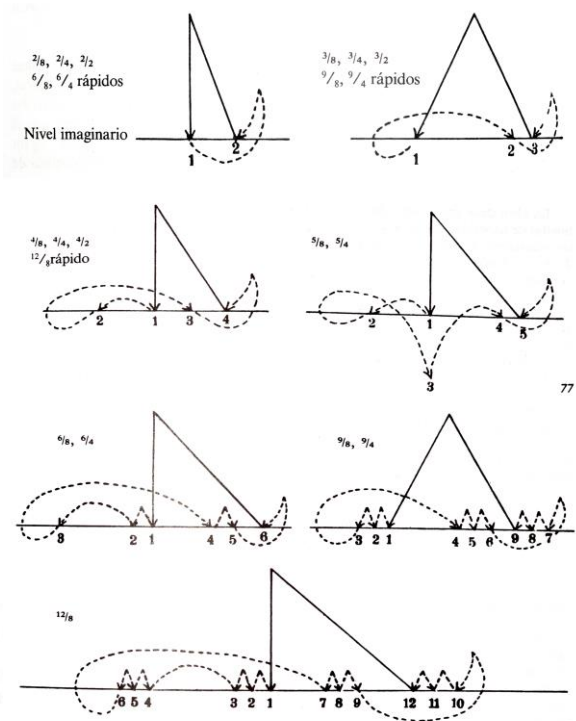 2/8, 2/4, 2/2
6/8, 6/4 rápidos
Nivel imaginario
1 2
3/8, 3/4, 3/2
9/8, 9/4 rápidos
1 2 3
4/8, 4/4, 4/2
12/8 rápido
2 1 3 4
5/8, 5/4
2 1 4 5
3
77
6/8, 6/4
3 2 1 4 5 6
9/8, 9/4
3 2 1 4 5 6 9 8 7
12/8
6 5 4 3 2 1 7 8 9 12 11 10